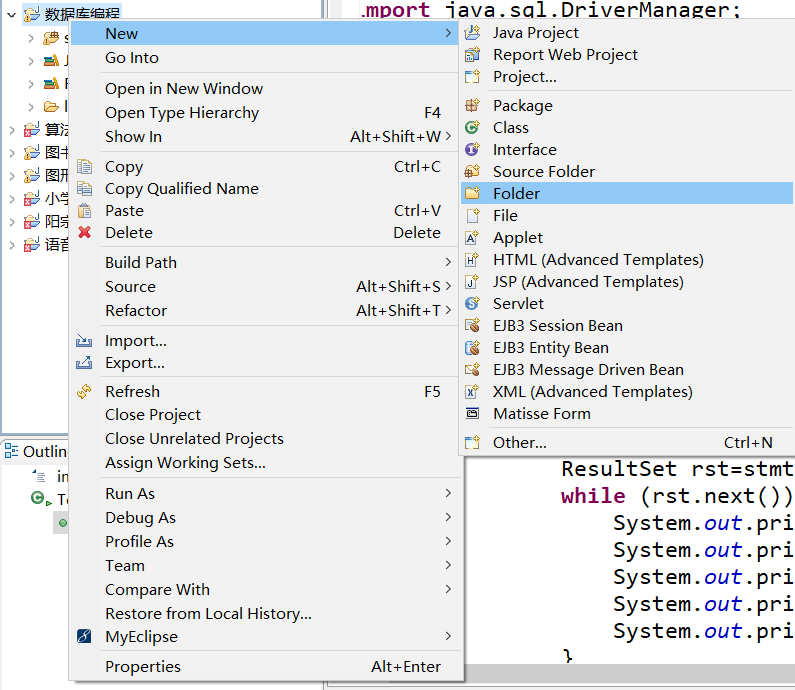 数据库编程
算法
图书
图形
小学
阳宗
语音
Outlin
New
Go Into
Open in New Window
Open Type Hierarchy F4
Show In Alt+Shift+W
Copy Ctrl+C
Copy Qualified Name
Paste Ctrl+V
Delete Delete
Build Path
Source Alt+Shift+S
Refactor Alt+Shift+T
Import...
Export...
Refresh F5
Close Project
Close Unrelated Projects
Assign Working Sets...
Run As
Debug As
Profile As
Team
Compare With
Restore from Local History...
MyEclipse
Properties Alt+Enter
Java Project
Report Web Project
Project...
Package
Class
Interface
Source Folder
Folder
File
Applet
HTML (Advanced Templates)
JSP (Advanced Templates)
Servlet
EJB3 Session Bean
EJB3 Entity Bean
EJB3 Message Driven Bean
XML (Advanced Templates)
Matisse Form
Other... Ctrl+N
import java.sql.DriverManager;
ResultSet rst=stmt
while (rst.next())
System.out.pri
System.out.pri
System.out.pri
System.out.pri
System.out.pri
}